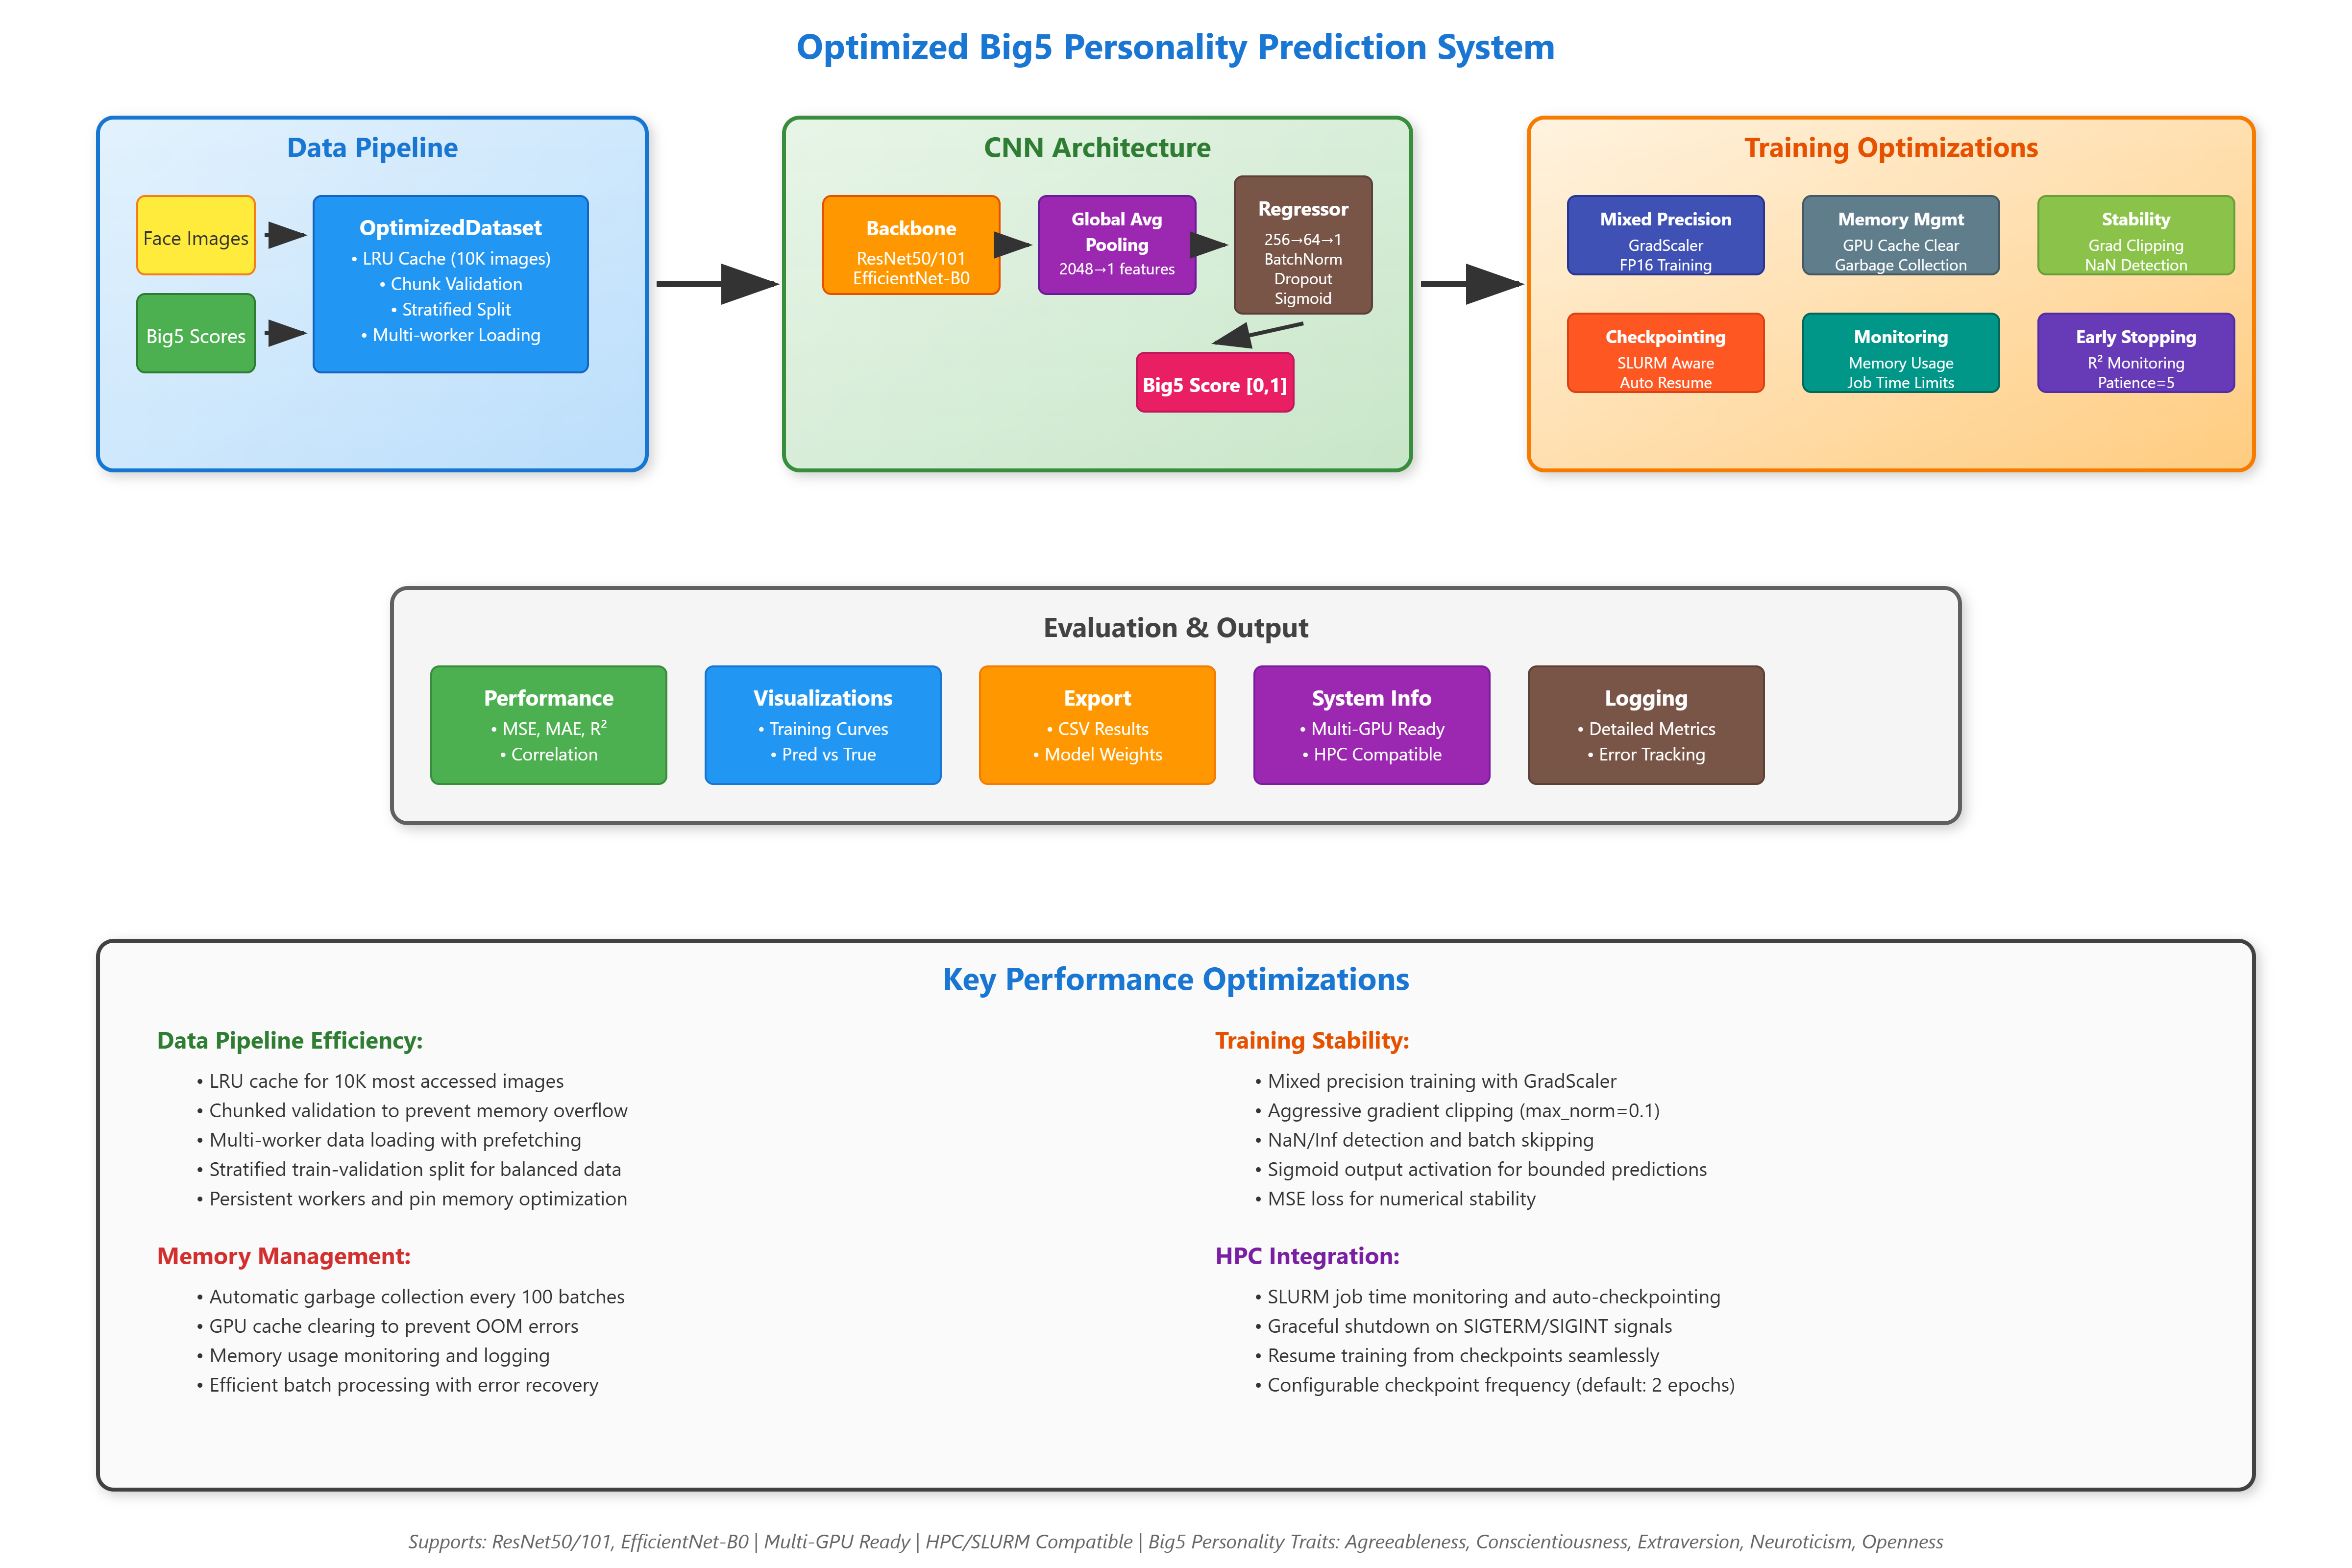 Optimized Big5 Personality Prediction System
Data Pipeline
Face Images
Big5 Scores
OptimizedDataset
• LRU Cache (10K images)
• Chunk Validation
• Stratified Split
• Multi-worker Loading
CNN Architecture
Backbone
ResNet50/101
EfficientNet-B0
Global Avg
Pooling
2048→1 features
Regressor
256→64→1
BatchNorm
Dropout
Sigmoid
Big5 Score [0,1]
Training Optimizations
Mixed Precision
GradScaler
FP16 Training
Memory Mgmt
GPU Cache Clear
Garbage Collection
Stability
Grad Clipping
NaN Detection
Checkpointing
SLURM Aware
Auto Resume
Monitoring
Memory Usage
Job Time Limits
Early Stopping
R² Monitoring
Patience=5
Evaluation & Output
Performance
• MSE, MAE, R²
• Correlation
Visualizations
• Training Curves
• Pred vs True
Export
• CSV Results
• Model Weights
System Info
• Multi-GPU Ready
• HPC Compatible
Logging
• Detailed Metrics
• Error Tracking
Key Performance Optimizations
Data Pipeline Efficiency:
• LRU cache for 10K most accessed images
• Chunked validation to prevent memory overflow
• Multi-worker data loading with prefetching
• Stratified train-validation split for balanced data
• Persistent workers and pin memory optimization
Memory Management:
• Automatic garbage collection every 100 batches
• GPU cache clearing to prevent OOM errors
• Memory usage monitoring and logging
• Efficient batch processing with error recovery
Training Stability:
• Mixed precision training with GradScaler
• Aggressive gradient clipping (max_norm=0.1)
• NaN/Inf detection and batch skipping
• Sigmoid output activation for bounded predictions
• MSE loss for numerical stability
HPC Integration:
• SLURM job time monitoring and auto-checkpointing
• Graceful shutdown on SIGTERM/SIGINT signals
• Resume training from checkpoints seamlessly
• Configurable checkpoint frequency (default: 2 epochs)
Supports: ResNet50/101, EfficientNet-B0 | Multi-GPU Ready | HPC/SLURM Compatible | Big5 Personality Traits: Agreeableness, Conscientiousness, Extraversion, Neuroticism, Openness